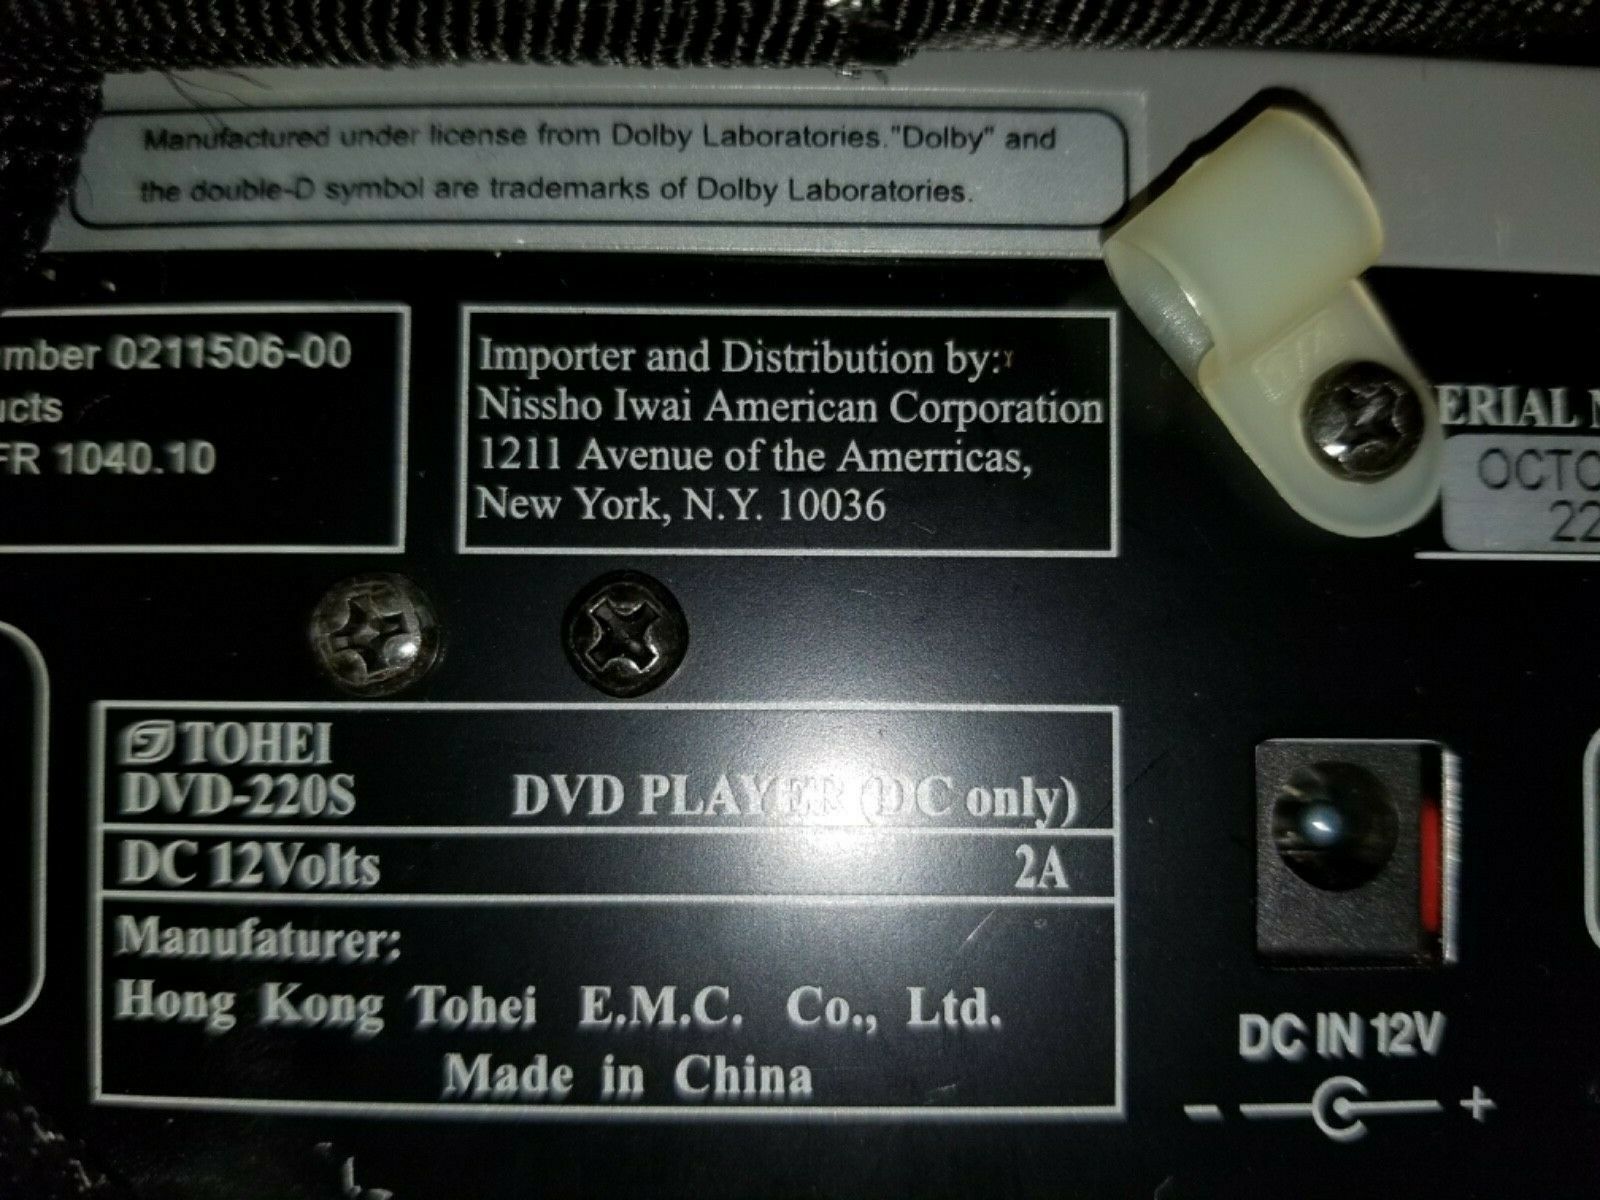 Manufactured under license from Dolby Laboratories."Dolby" and
the double-D symbol are trademarks of Dolby Laboratories.
mber 0211506-00
ucts
FR 1040.10
Importer and Distribution by:
Nissho Iwai American Corporation
1211 Avenue of the Amerricas,
New York, N.Y. 10036
ERIAL N
OCTO
22
TOHEI
DVD-220S DVD PLAYER (DC only)
DC 12Volts 2A
Manufaturer:
Hong Kong Tohei E.M.C. Co., Ltd.
Made in China
DC IN 12V
- +